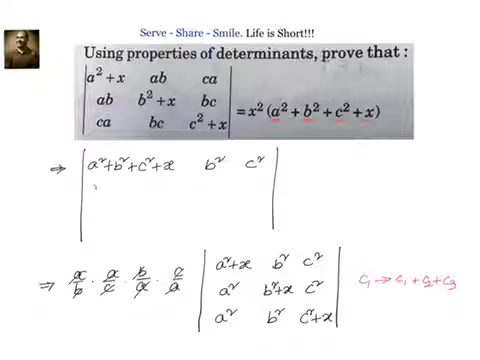 Serve - Share - Smile. Life is Short!!!
Using properties of determinants, prove that :
| a² + x   ab   ca |
| ab   b² + x   bc | = x² (a² + b² + c² + x)
| ca   bc   c² + x |
⇒ | a²+b²+c²+x   b²   c² |
⇒ a/b · a/c · b/a · c/a | a²+x   b²   c² |   C₁ → C₁ + C₂ + C₃
| a²   b²+x   c² |
| a²   b²   c²+x |